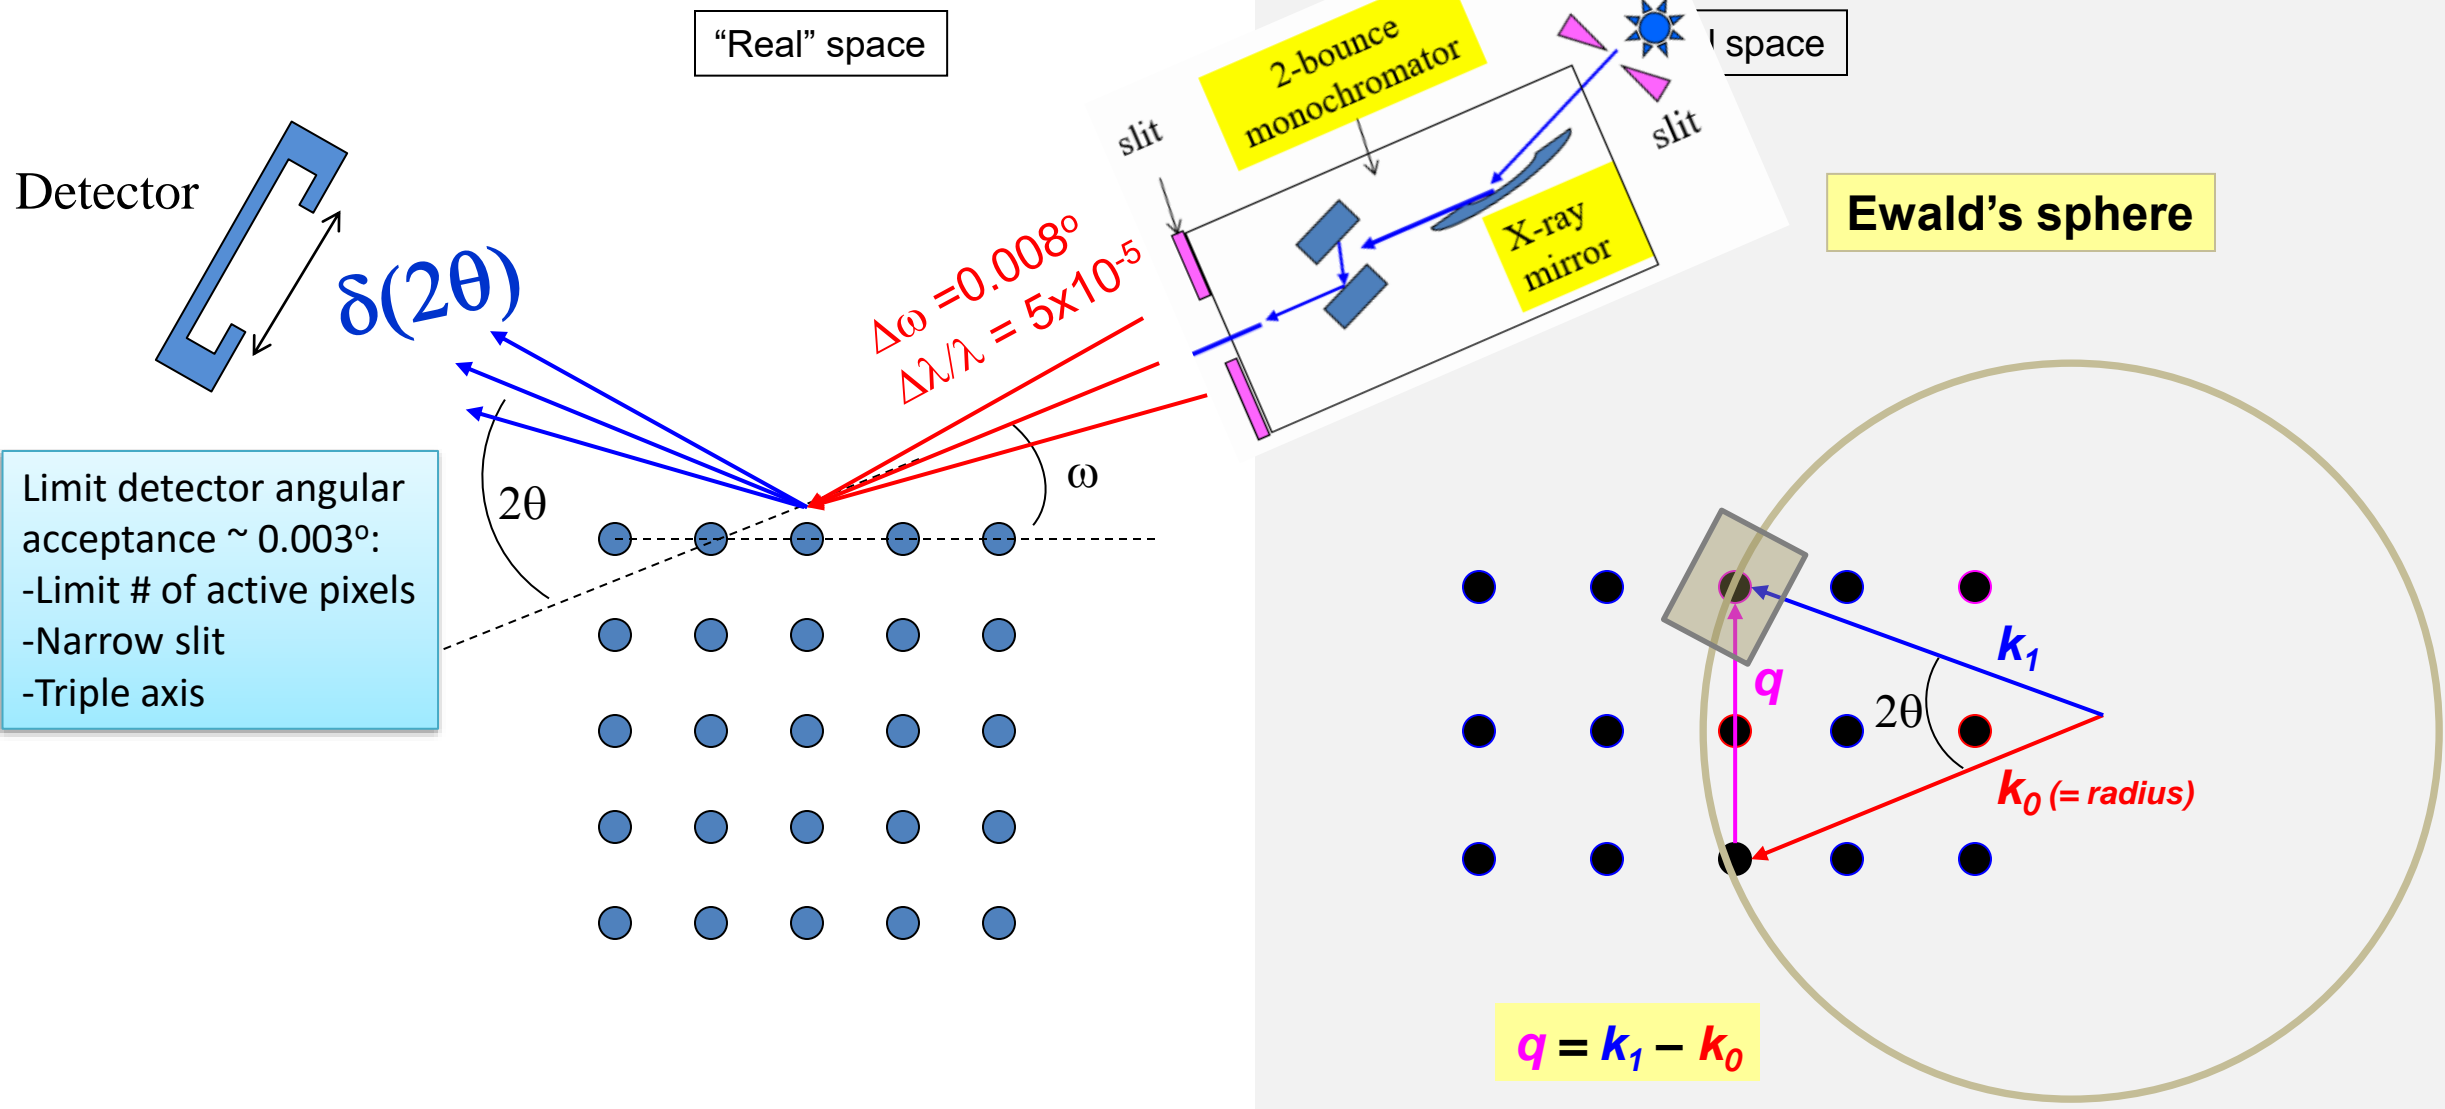 “Real” space
l space
2-bounce
monochromator
slit
slit
X-ray
mirror
Detector
δ(2θ)
Δω =0.008º
Δλ/λ = 5x10-5
Ewald’s sphere
Limit detector angular
acceptance ~ 0.003º:
-Limit # of active pixels
-Narrow slit
-Triple axis
2θ
ω
k1
q
2θ
k0 (= radius)
q = k1 – k0